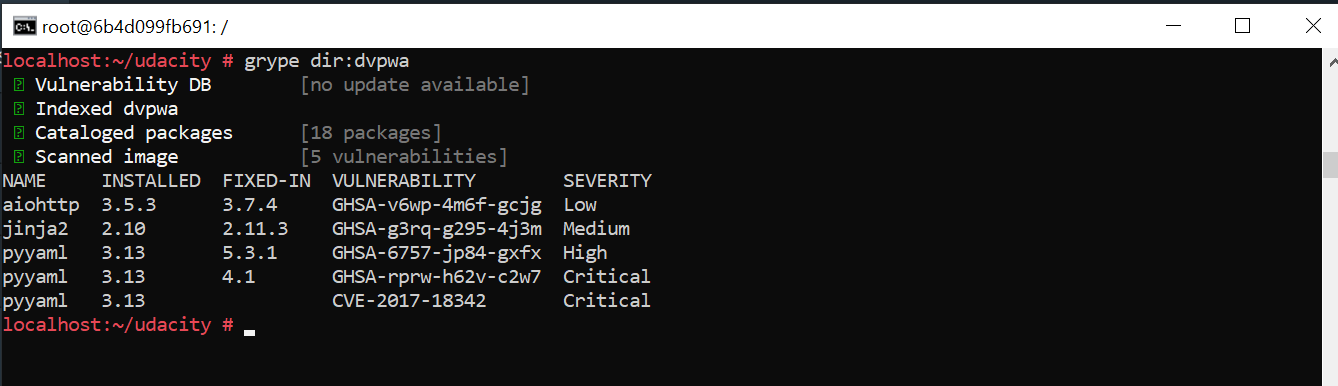 root@6b4d099fb691: /
localhost:~/udacity # grype dir:dvpwa
Vulnerability DB [no update available]
Indexed dvpwa
Cataloged packages [18 packages]
Scanned image [5 vulnerabilities]
NAME INSTALLED FIXED-IN VULNERABILITY SEVERITY
aiohttp 3.5.3 3.7.4 GHSA-v6wp-4m6f-gcjg Low
jinja2 2.10 2.11.3 GHSA-g3rq-g295-4j3m Medium
pyyaml 3.13 5.3.1 GHSA-6757-jp84-gxfx High
pyyaml 3.13 4.1 GHSA-rprw-h62v-c2w7 Critical
pyyaml 3.13 CVE-2017-18342 Critical
localhost:~/udacity #